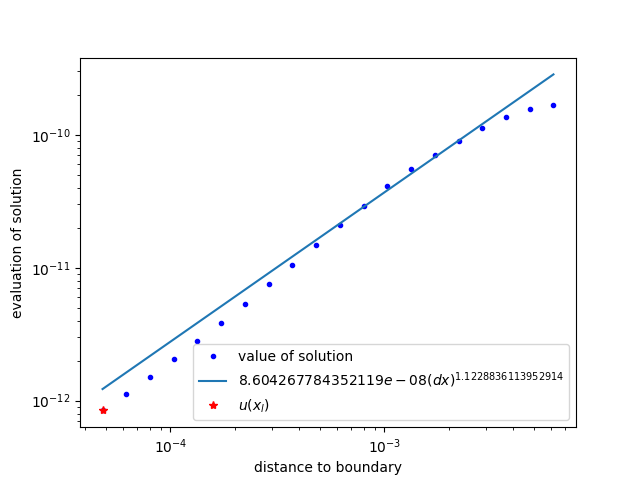 evaluation of solution
10⁻¹⁰
10⁻¹¹
10⁻¹²
value of solution
8.604267784352119e − 08(dx)^1.1228836113952914
u(x_l)
10⁻⁴
10⁻³
distance to boundary